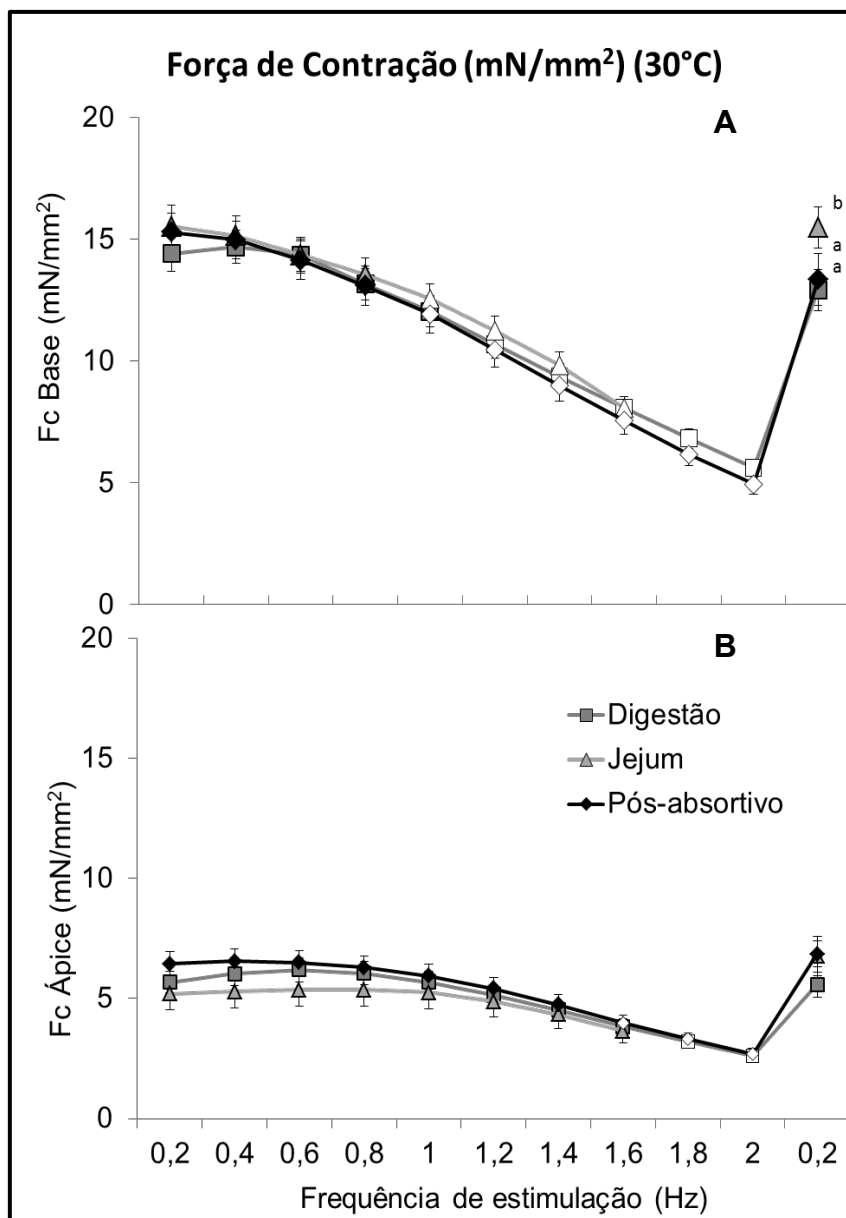 Força de Contração (mN/mm²) (30°C)
A
20
15
10
5
0
Fc Base (mN/mm²)
b
a
a
B
20
15
10
5
0
Fc Ápice (mN/mm²)
Digestão
Jejum
Pós-absortivo
0,2 0,4 0,6 0,8 1 1,2 1,4 1,6 1,8 2 0,2
Frequência de estimulação (Hz)